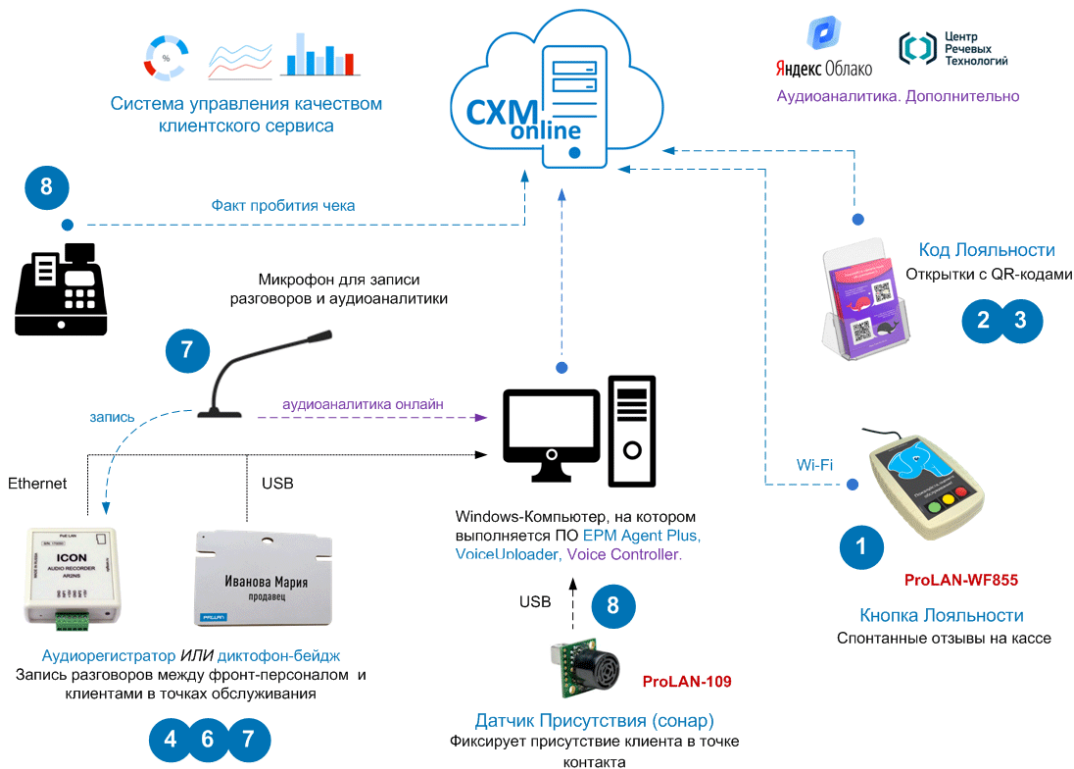 %
Система управления качеством
клиентского сервиса
CXM
online
Яндекс Облако
Центр
Речевых
Технологий
Аудиоаналитика. Дополнительно
8
Факт пробития чека
Микрофон для записи
разговоров и аудиоаналитики
7
Код Лояльности
Открытки с QR-кодами
2
3
запись
аудиоаналитика онлайн
Ethernet
USB
Wi-Fi
Windows-Компьютер, на котором
выполняется ПО EPM Agent Plus,
VoiceUploader, Voice Controller.
ICON
AUDIO RECORDER
AR2NS
Иванова Мария
продавец
PROLAN
USB
8
1
ProLAN-WF855
Кнопка Лояльности
Спонтанные отзывы на кассе
Аудиорегистратор ИЛИ диктофон-бейдж
Запись разговоров между фронт-персоналом и
клиентами в точках обслуживания
4
6
7
ProLAN-109
Датчик Присутствия (сонар)
Фиксирует присутствие клиента в точке
контакта